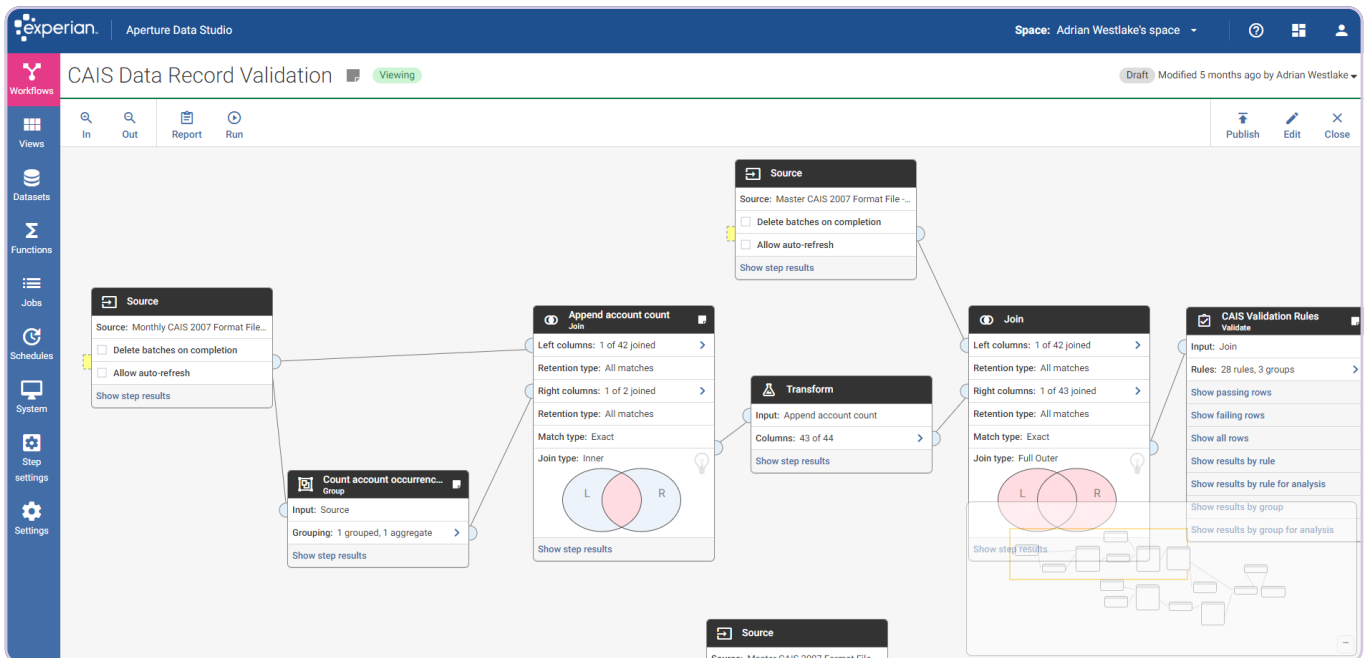 experian.
Aperture Data Studio
Space: Adrian Westlake's space
Workflows
Views
Datasets
Functions
Jobs
Schedules
System
Step
settings
Settings
CAIS Data Record Validation
Viewing
Draft
Modified 5 months ago by Adrian Westlake
In
Out
Report
Run
Publish
Edit
Close
Source
Source: Monthly CAIS 2007 Format File...
Delete batches on completion
Allow auto-refresh
Show step results
Count account occurrenc...
Group
Input: Source
Grouping: 1 grouped, 1 aggregate
Show step results
Append account count
Join
Left columns: 1 of 42 joined
Retention type: All matches
Right columns: 1 of 2 joined
Retention type: All matches
Match type: Exact
Join type: Inner
L
R
Show step results
Source
Source: Master CAIS 2007 Format File -...
Delete batches on completion
Allow auto-refresh
Show step results
Transform
Input: Append account count
Columns: 43 of 44
Show step results
Join
Left columns: 1 of 42 joined
Retention type: All matches
Right columns: 1 of 43 joined
Retention type: All matches
Match type: Exact
Join type: Full Outer
L
R
Show step results
CAIS Validation Rules
Validate
Input: Join
Rules: 28 rules, 3 groups
Show passing rows
Show failing rows
Show all rows
Show results by rule
Show results by rule for analysis
Show results by group
Show results by group for analysis
Source
Source: Master CAIS 2007 Format File